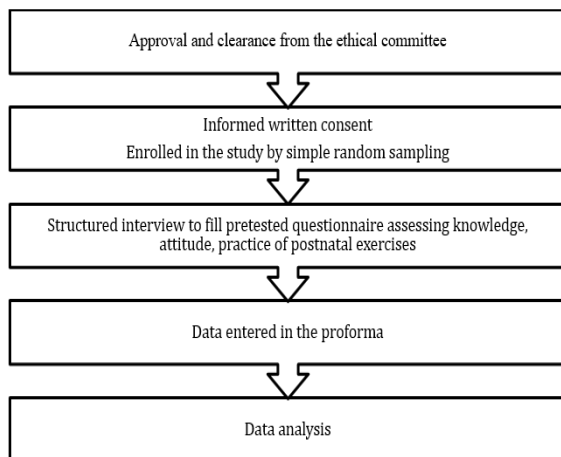 Approval and clearance from the ethical committee
Informed written consent
Enrolled in the study by simple random sampling
Structured interview to fill pretested questionnaire assessing knowledge,
attitude, practice of postnatal exercises
Data entered in the proforma
Data analysis